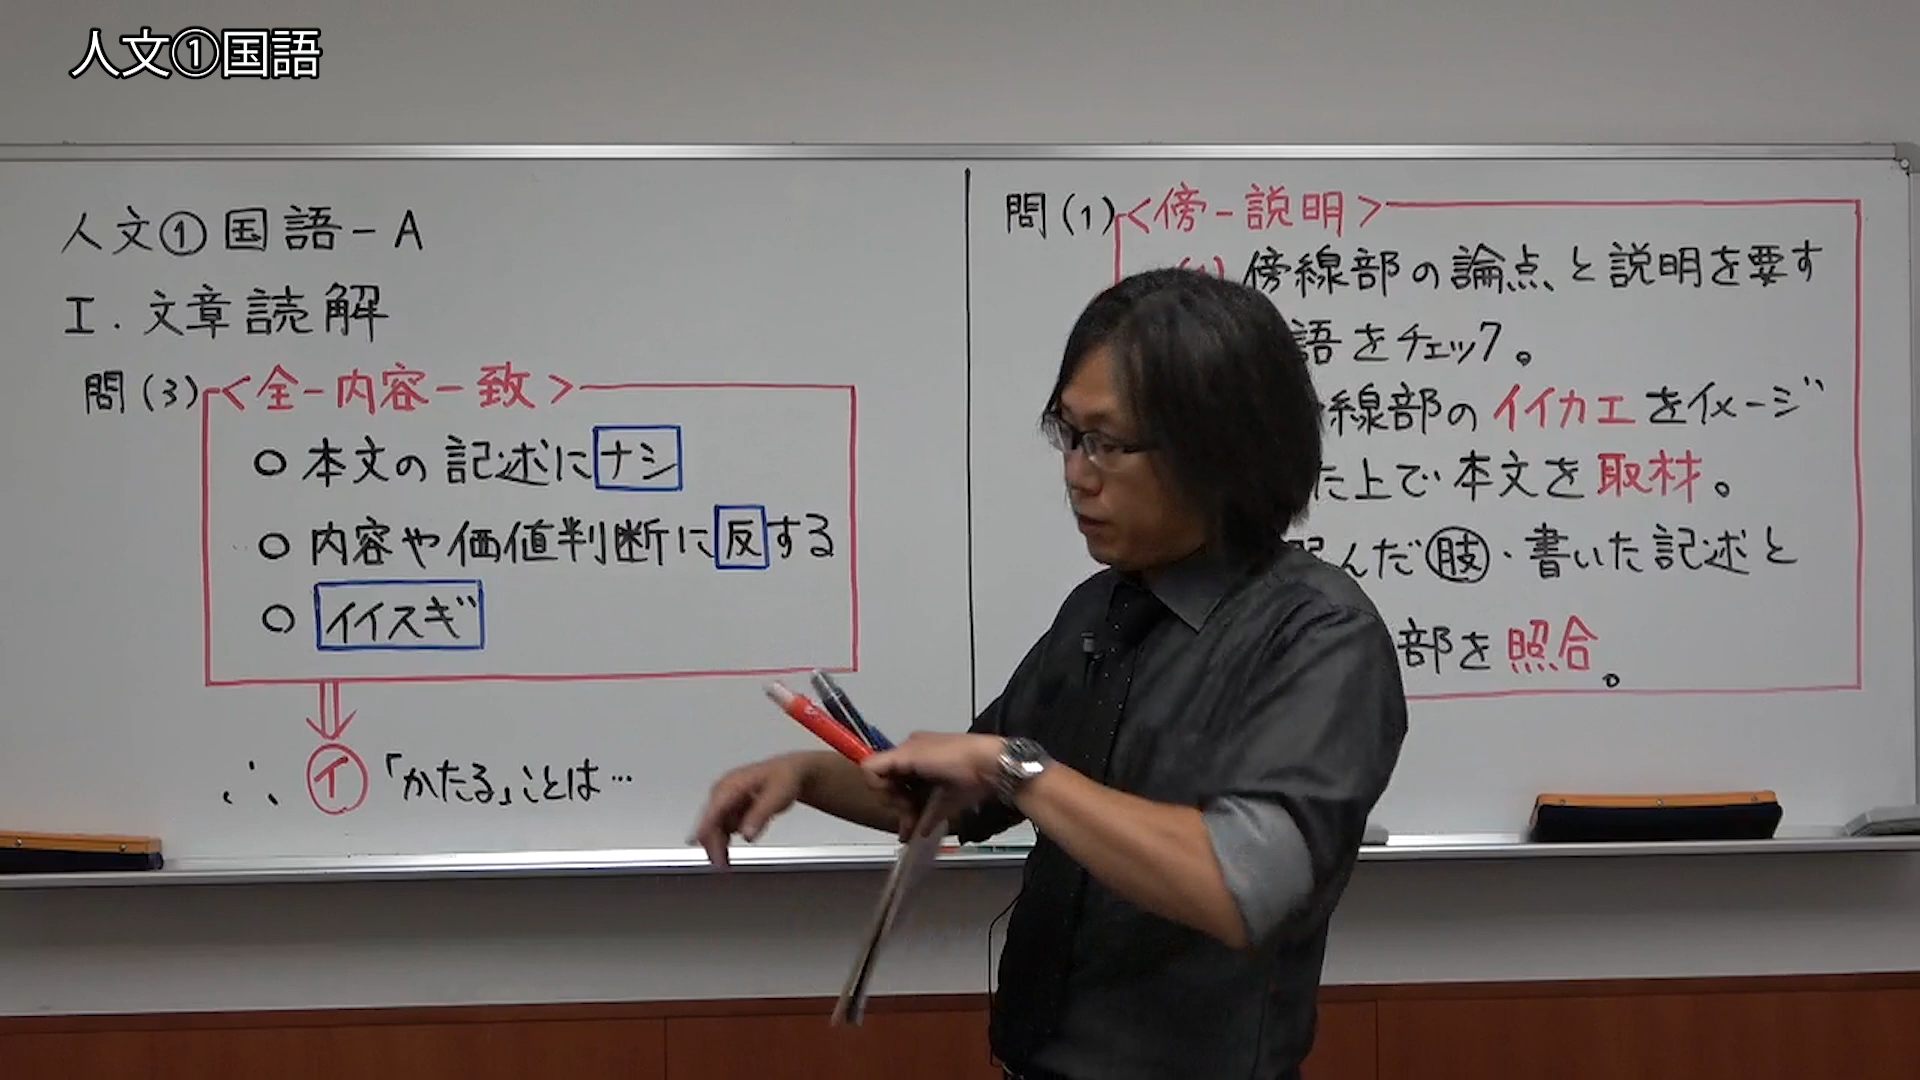 人文①国語
人文①国語-A
I.文章読解
問(3)<全-内容一致>
○本文の記述にナシ
○内容や価値判断に反する
○イイスギ
∴イ「かたる」ことは…
問(1)<傍-説明>
傍線部の論点と説明を要す
語をチェック。
線部のイイカエをイメージ
た上で本文を取材。
んだ肢・書いた記述と
部を照合。